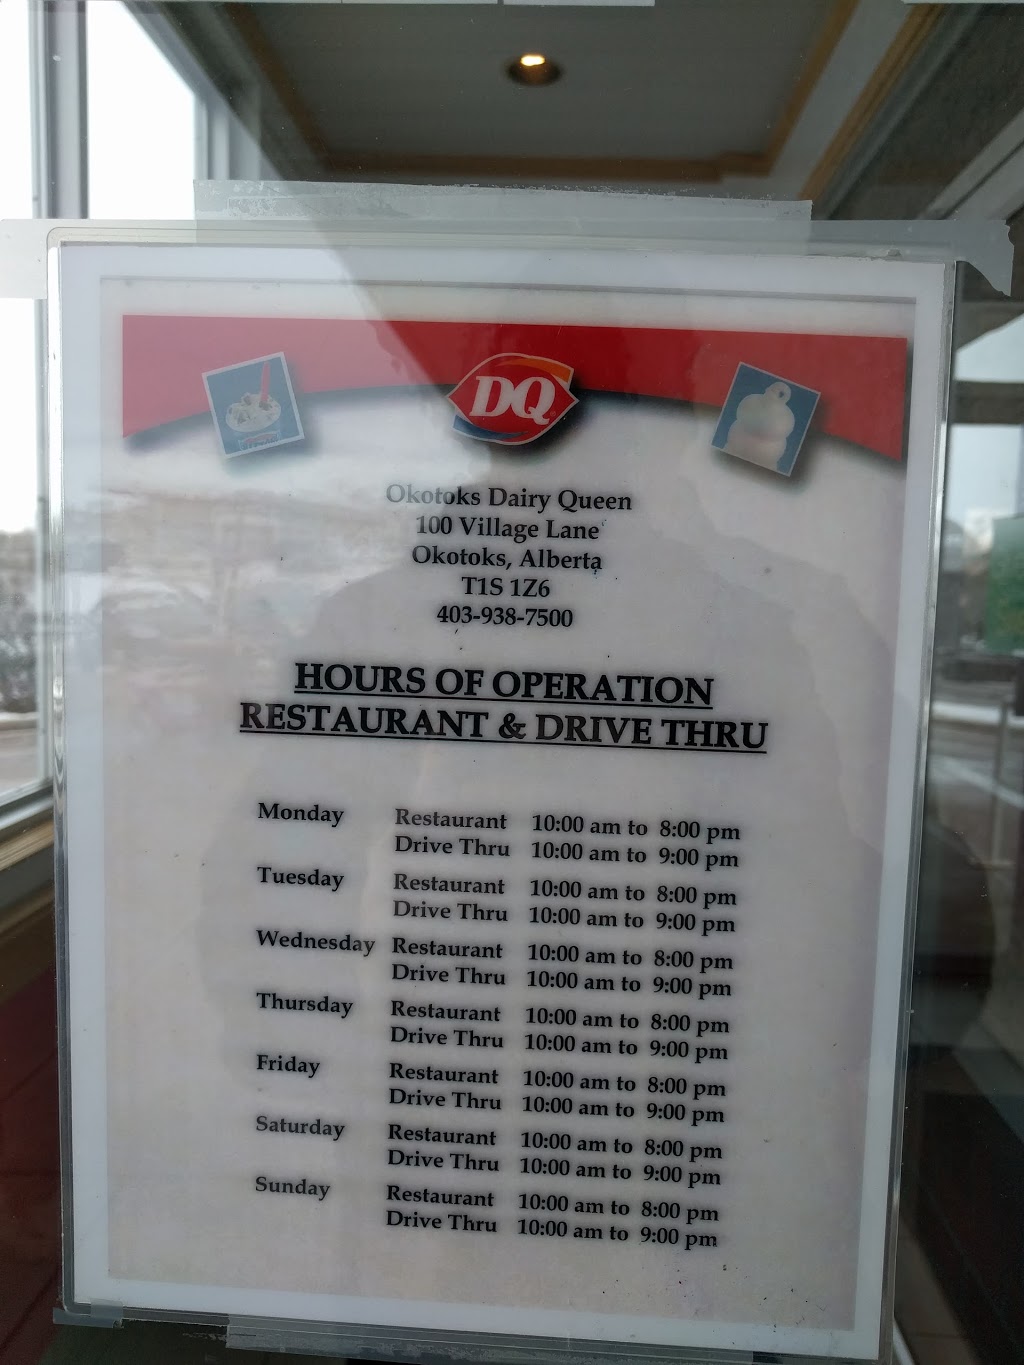 DQ
Okotoks Dairy Queen
100 Village Lane
Okotoks, Alberta
T1S 1Z6
403-938-7500
HOURS OF OPERATION
RESTAURANT & DRIVE THRU
Monday Restaurant 10:00 am to 8:00 pm
Drive Thru 10:00 am to 9:00 pm
Tuesday Restaurant 10:00 am to 8:00 pm
Drive Thru 10:00 am to 9:00 pm
Wednesday Restaurant 10:00 am to 8:00 pm
Drive Thru 10:00 am to 9:00 pm
Thursday Restaurant 10:00 am to 8:00 pm
Drive Thru 10:00 am to 9:00 pm
Friday Restaurant 10:00 am to 8:00 pm
Drive Thru 10:00 am to 9:00 pm
Saturday Restaurant 10:00 am to 8:00 pm
Drive Thru 10:00 am to 9:00 pm
Sunday Restaurant 10:00 am to 8:00 pm
Drive Thru 10:00 am to 9:00 pm